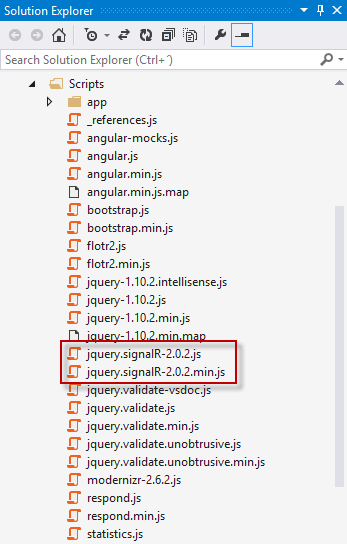 Solution Explorer
Search Solution Explorer (Ctrl+´)
Scripts
app
_references.js
angular-mocks.js
angular.js
angular.min.js
angular.min.js.map
bootstrap.js
bootstrap.min.js
flotr2.js
flotr2.min.js
jquery-1.10.2.intellisense.js
jquery-1.10.2.js
jquery-1.10.2.min.js
jquery-1.10.2.min.map
jquery.signalR-2.0.2.js
jquery.signalR-2.0.2.min.js
jquery.validate-vsdoc.js
jquery.validate.js
jquery.validate.min.js
jquery.validate.unobtrusive.js
jquery.validate.unobtrusive.min.js
modernizr-2.6.2.js
respond.js
respond.min.js
statistics.js